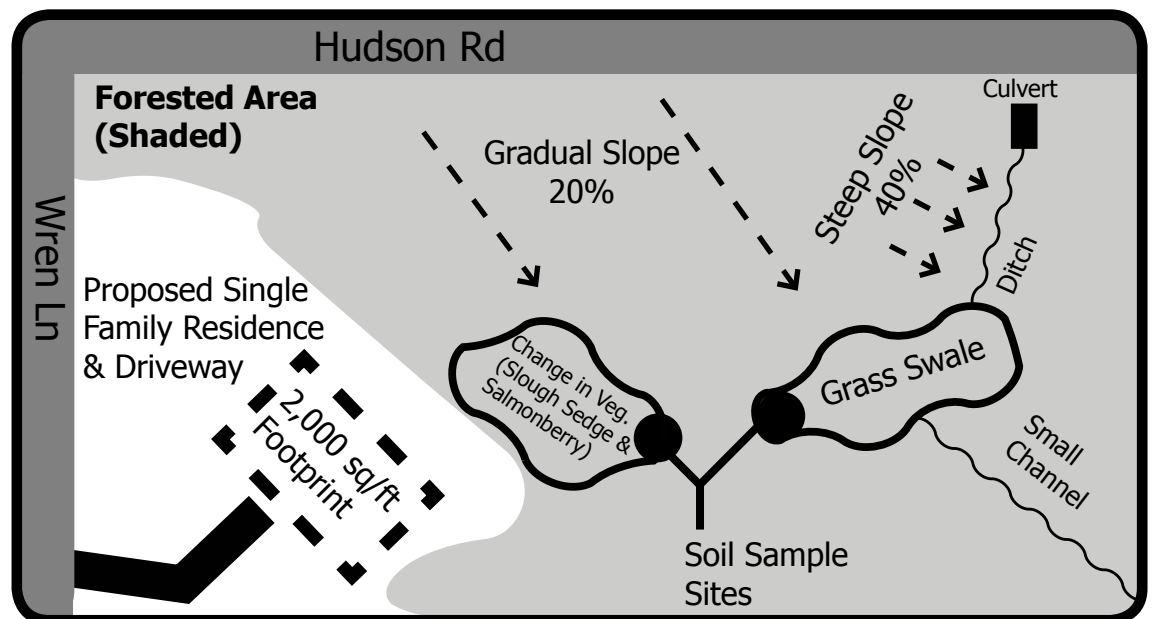 Hudson Rd
Wren Ln
Forested Area
(Shaded)
Gradual Slope
20%
Steep Slope
40%
Culvert
Ditch
Proposed Single
Family Residence
& Driveway
2,000 sq/ft
Footprint
Change in Veg.
(Slough Sedge &
Salmonberry)
Grass Swale
Small
Channel
Soil Sample
Sites